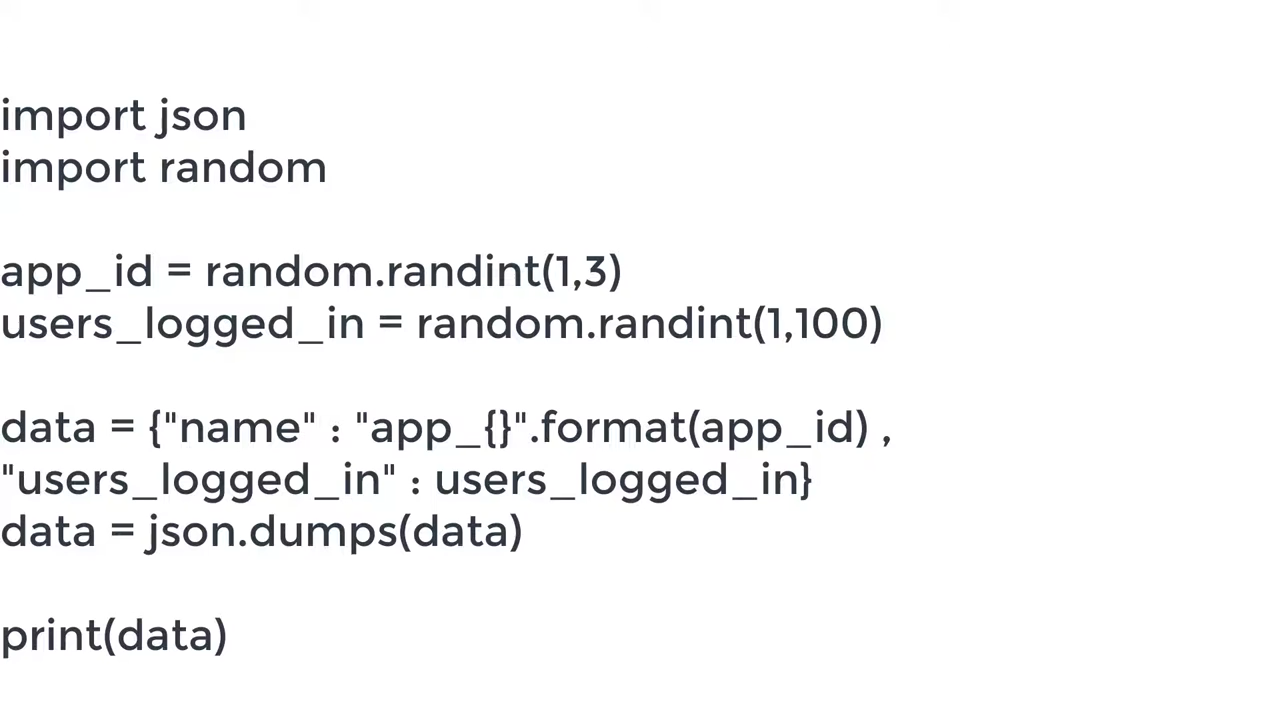 import json
import random
app_id = random.randint(1,3)
users_logged_in = random.randint(1,100)
data = {"name" : "app_{}".format(app_id) ,
"users_logged_in" : users_logged_in}
data = json.dumps(data)
print(data)